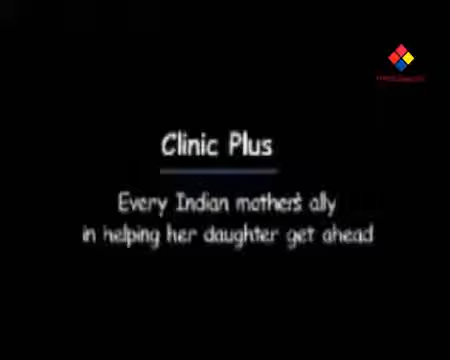 Clinic Plus
Every Indian mother's ally
in helping her daughter get ahead